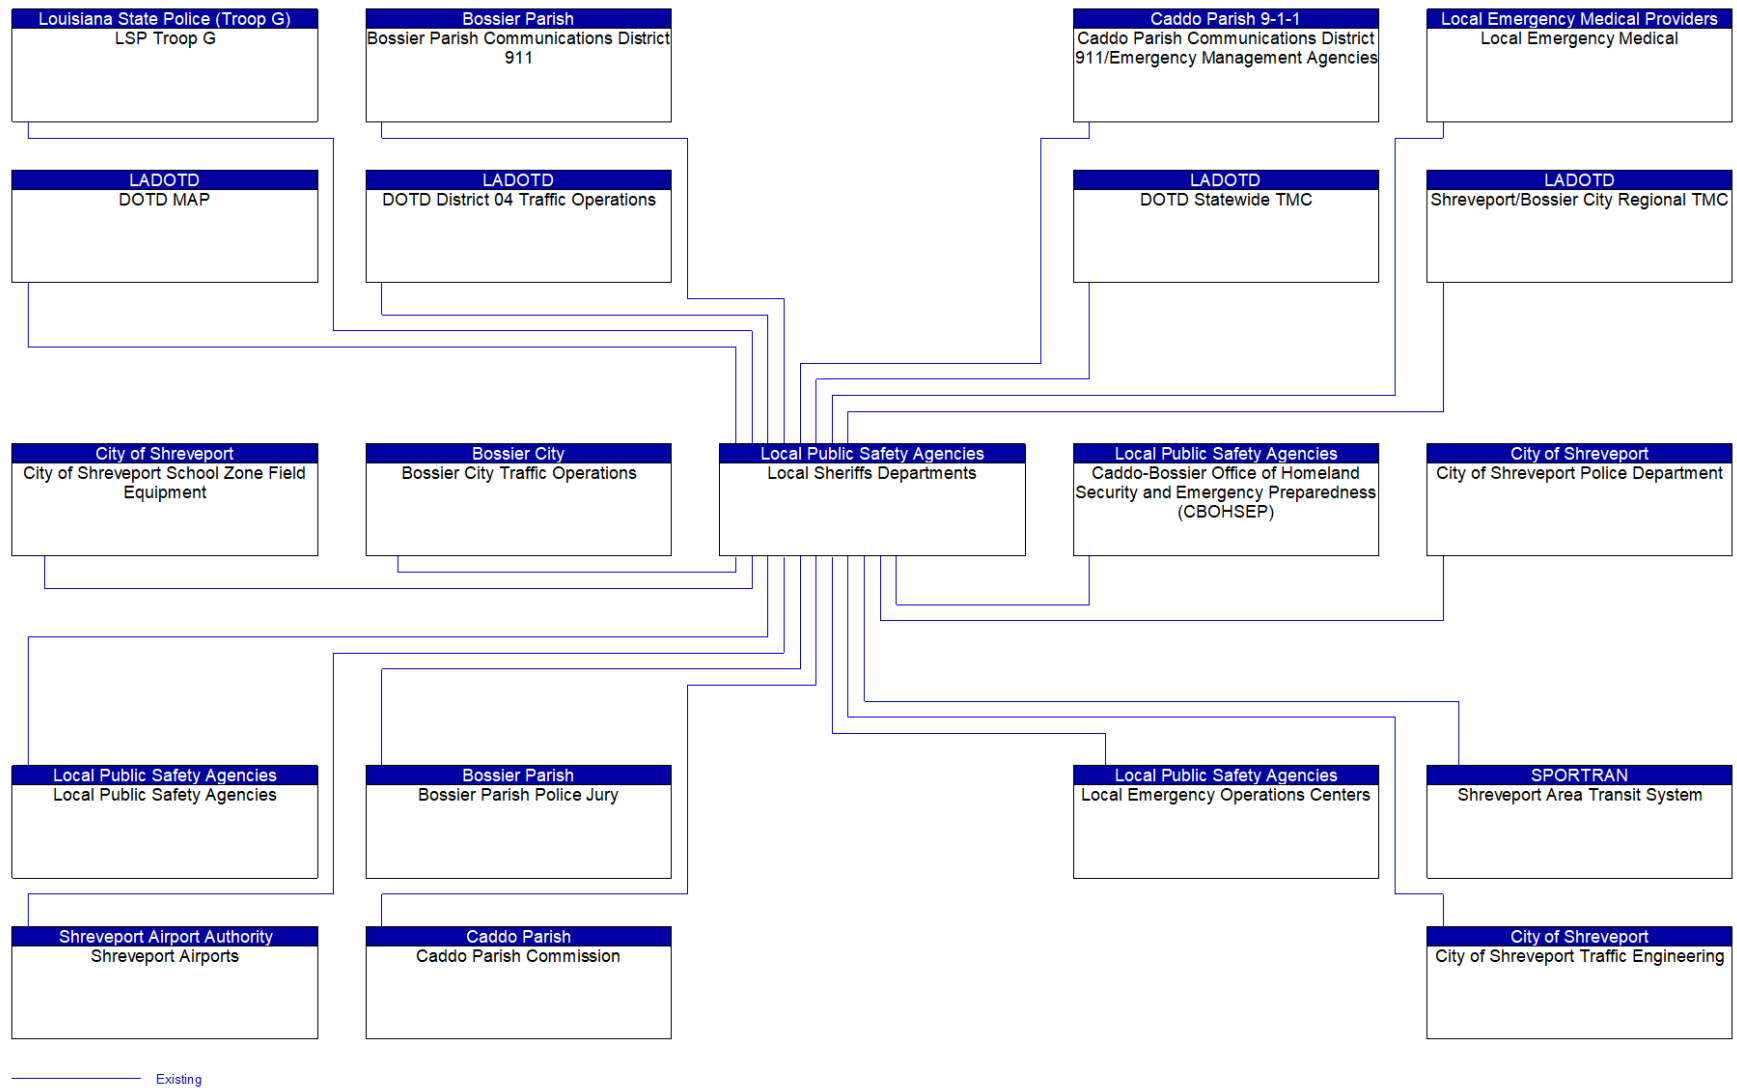 Louisiana State Police (Troop G)
LSP Troop G
Bossier Parish
Bossier Parish Communications District
911
Caddo Parish 9-1-1
Caddo Parish Communications District
911/Emergency Management Agencies
Local Emergency Medical Providers
Local Emergency Medical
LADOTD
DOTD MAP
LADOTD
DOTD District 04 Traffic Operations
LADOTD
DOTD Statewide TMC
LADOTD
Shreveport/Bossier City Regional TMC
City of Shreveport
City of Shreveport School Zone Field
Equipment
Bossier City
Bossier City Traffic Operations
Local Public Safety Agencies
Local Sheriffs Departments
Local Public Safety Agencies
Caddo-Bossier Office of Homeland
Security and Emergency Preparedness
(CBOHSEP)
City of Shreveport
City of Shreveport Police Department
Local Public Safety Agencies
Local Public Safety Agencies
Bossier Parish
Bossier Parish Police Jury
Local Public Safety Agencies
Local Emergency Operations Centers
SPORTRAN
Shreveport Area Transit System
Shreveport Airport Authority
Shreveport Airports
Caddo Parish
Caddo Parish Commission
City of Shreveport
City of Shreveport Traffic Engineering
Existing